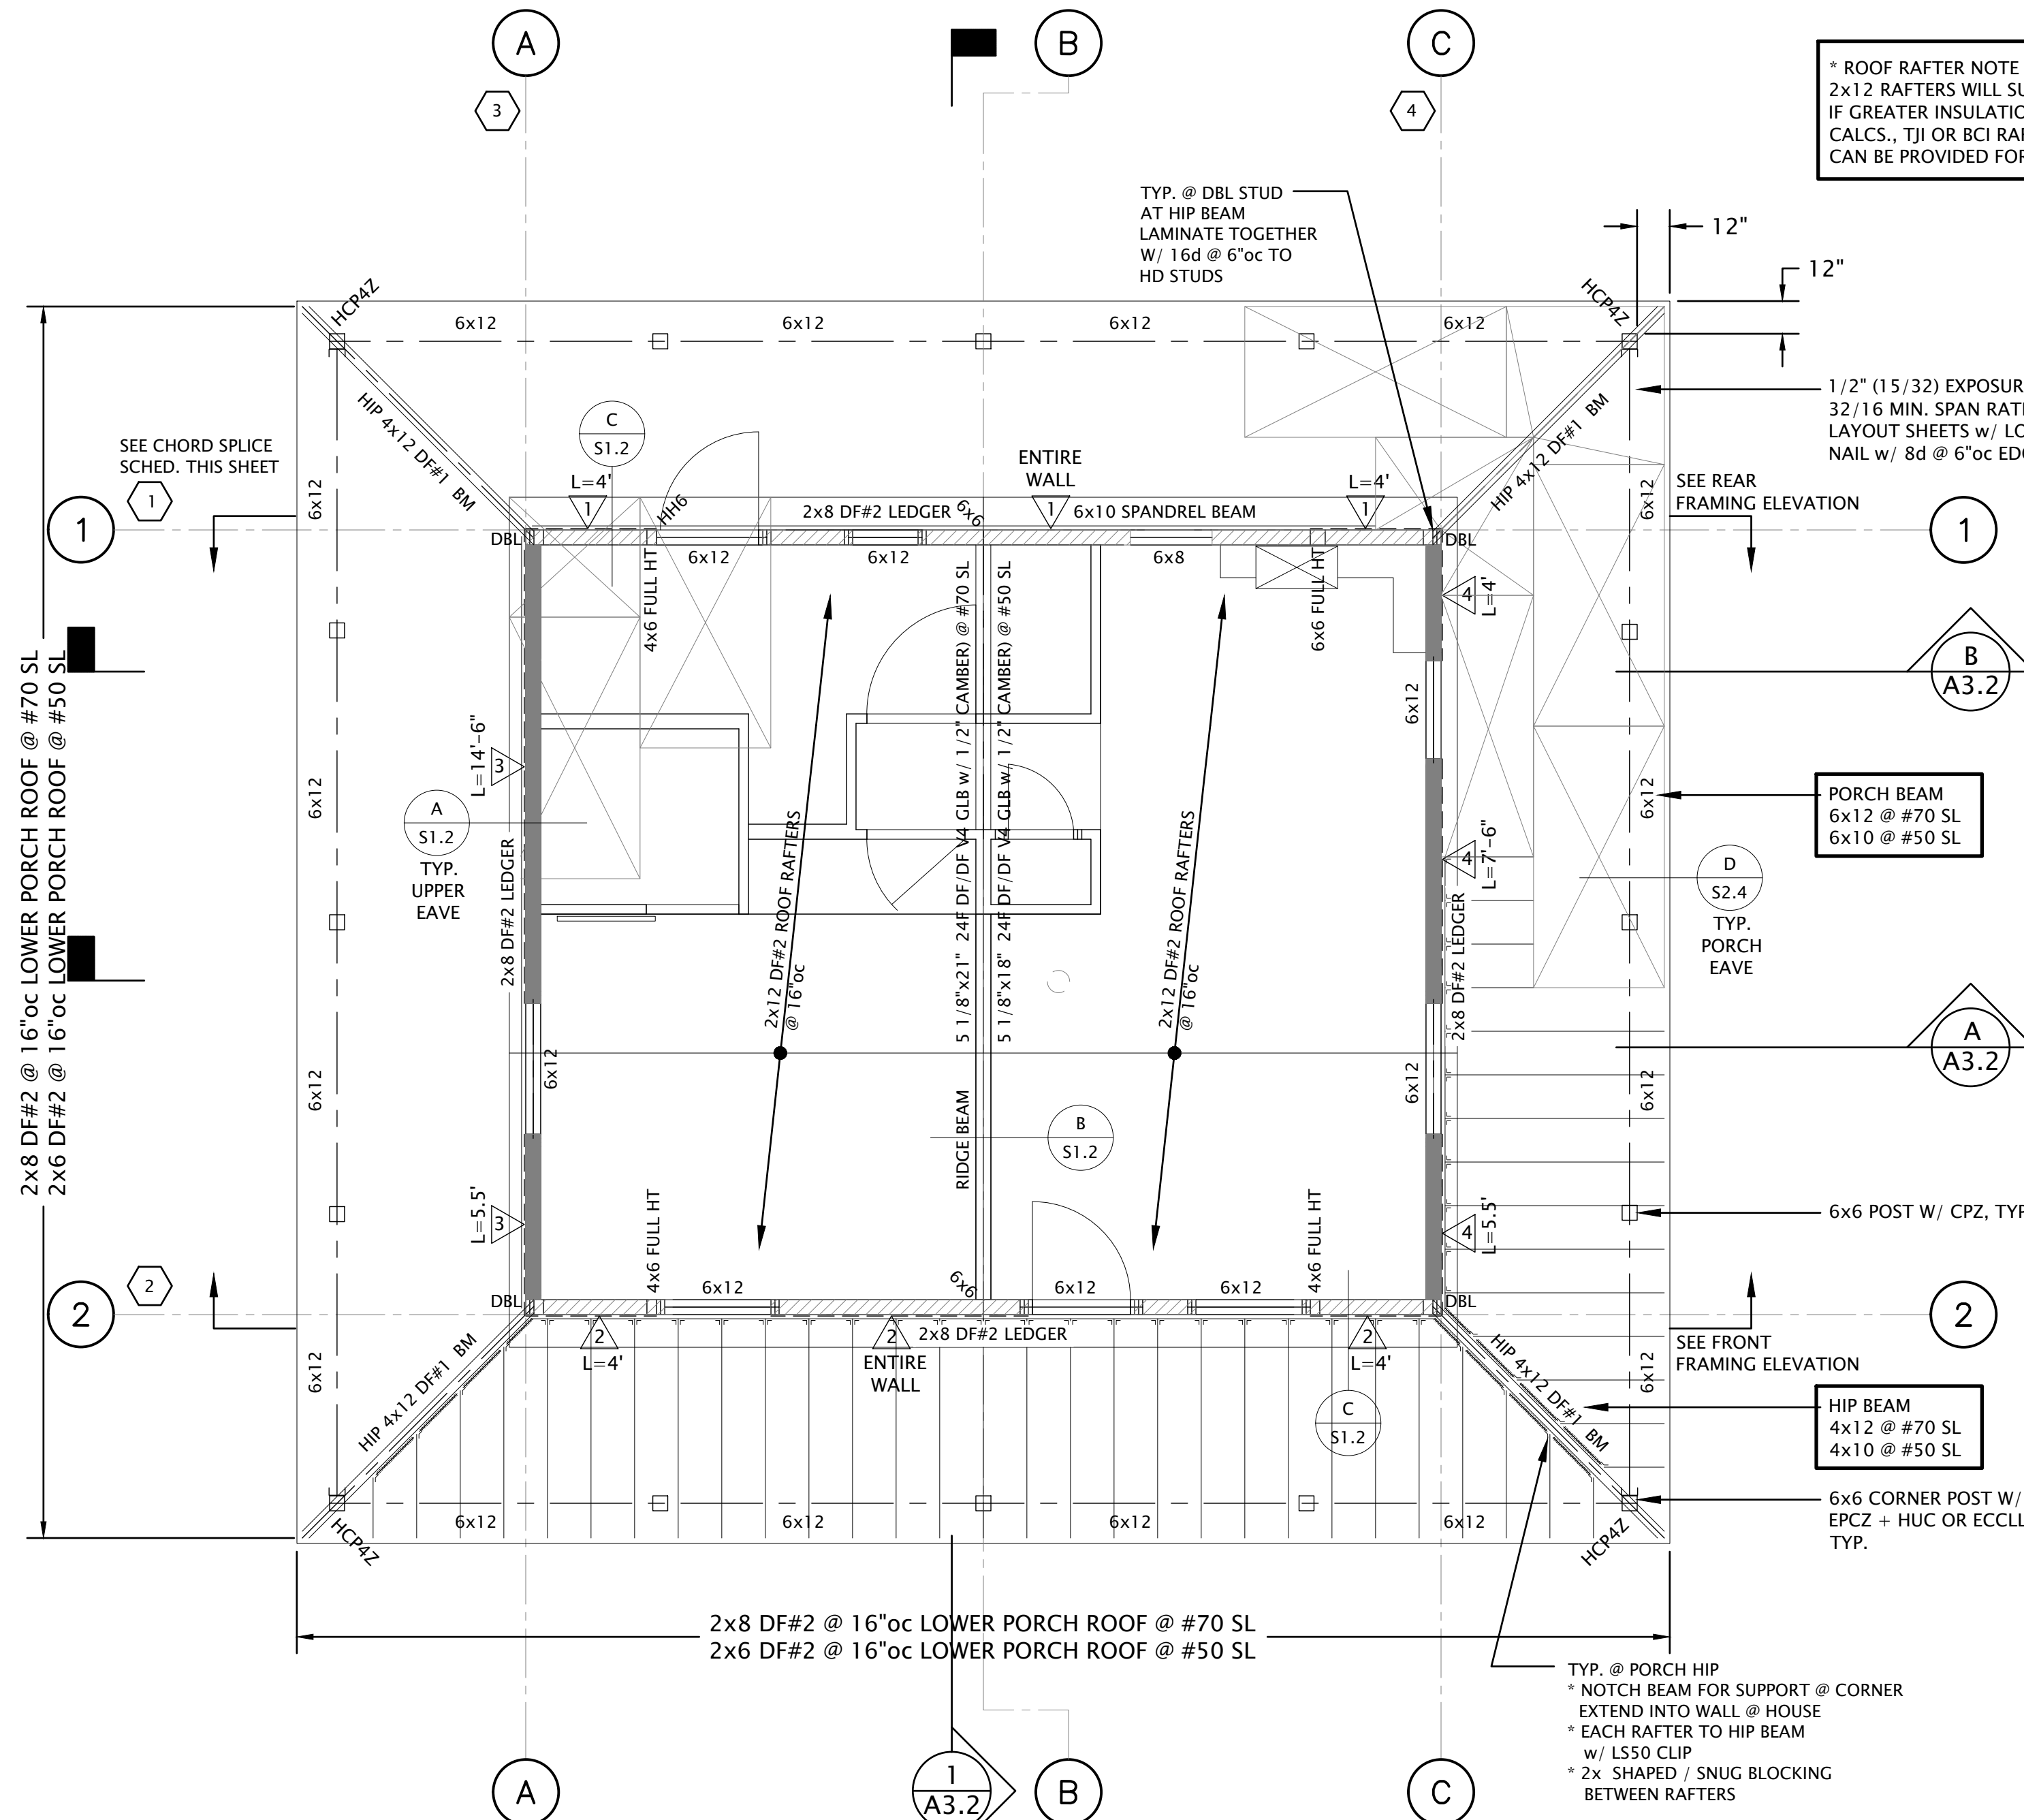 A
B
C
3
4
* ROOF RAFTER NOTE
2x12 RAFTERS WILL
IF GREATER
CALCS., TJI OR BCI
CAN BE PROVIDED
TYP. @ DBL STUD
AT HIP BEAM
LAMINATE TOGETHER
W/ 16d @ 6"oc TO
HD STUDS
12"
12"
HCP4Z
6x12
6x12
6x12
6x12
HCP4Z
1/2" (15/32)
32/16 MIN. SPAN
LAYOUT SHEETS w/
NAIL w/ 8d @ 6"oc
HIP 4x12 DF#1 BM
HIP 4x12 DF#1 BM
C
S1.2
SEE CHORD SPLICE
SCHED. THIS SHEET
1
1
ENTIRE
WALL
L=4'
1
HH6
2x8 DF#2 LEDGER
6x6
1
6x10 SPANDREL BEAM
L=4'
1
SEE REAR
FRAMING ELEVATION
1
6x12
6x12
DBL
DBL
6x12
6x12
6x8
4x6 FULL HT
6x6 FULL HT
4
L=4'
B
A3.2
2x8 DF#2 @ 16"oc LOWER PORCH ROOF @ #70 SL
2x6 DF#2 @ 16"oc LOWER PORCH ROOF @ #50 SL
5 1/8"x21" 24F DF/DF V4 GLB w/ 1/2" CAMBER) @ #70 SL
5 1/8"x18" 24F DF/DF V4 GLB w/ 1/2" CAMBER) @ #50 SL
6x12
L=14'-6"
3
A
S1.2
TYP.
UPPER
EAVE
6x12
2x8 DF#2 LEDGER
2x12 DF#2 ROOF RAFTERS
@ 16"oc
2x12 DF#2 ROOF RAFTERS
@ 16"oc
4
L=7'-6"
2x8 DF#2 LEDGER
6x12
PORCH BEAM
6x12 @ #70 SL
6x10 @ #50 SL
D
S2.4
TYP.
PORCH
EAVE
A
A3.2
6x12
6x12
6x12
6x12
RIDGE BEAM
B
S1.2
L=5.5'
3
4
L=5.5'
6x6 POST W/ CPZ,
4x6 FULL HT
4x6 FULL HT
6x12
6x6
6x12
6x12
2
2
DBL
DBL
2
L=4'
2
ENTIRE
WALL
2x8 DF#2 LEDGER
2
L=4'
SEE FRONT
FRAMING ELEVATION
2
6x12
6x12
HIP 4x12 DF#1 BM
HIP 4x12 DF#1 BM
C
S1.2
HIP BEAM
4x12 @ #70 SL
4x10 @ #50 SL
6x6 CORNER POST W/
EPCZ + HUC OR
TYP.
HCP4Z
6x12
6x12
6x12
6x12
HCP4Z
2x8 DF#2 @ 16"oc LOWER PORCH ROOF @ #70 SL
2x6 DF#2 @ 16"oc LOWER PORCH ROOF @ #50 SL
TYP. @ PORCH HIP
* NOTCH BEAM FOR SUPPORT @ CORNER
EXTEND INTO WALL @ HOUSE
* EACH RAFTER TO HIP BEAM
w/ LS50 CLIP
* 2x SHAPED / SNUG BLOCKING
BETWEEN RAFTERS
A
1
A3.2
B
C